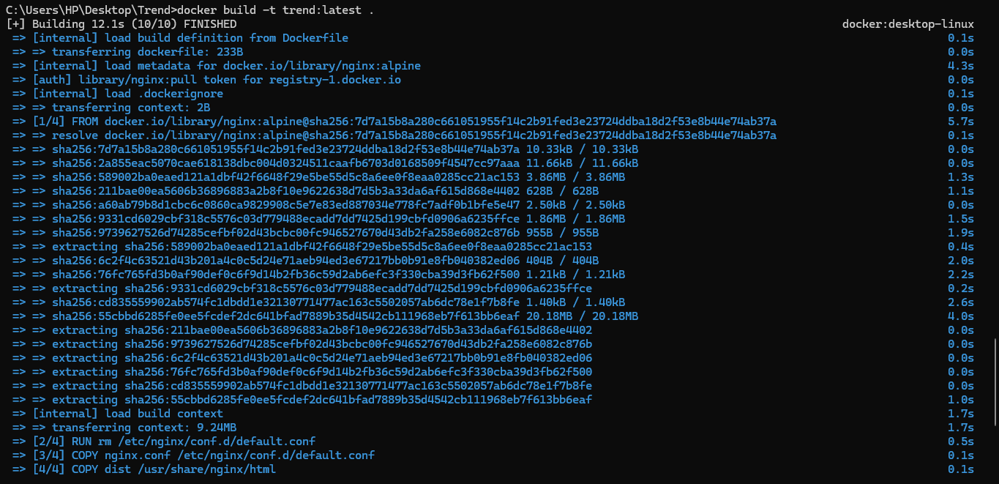 C:\Users\HP\Desktop\Trend>docker build -t trend:latest .
[+] Building 12.1s (10/10) FINISHED docker:desktop-linux
=> [internal] load build definition from Dockerfile 0.1s
=> => transferring dockerfile: 233B 0.0s
=> [internal] load metadata for docker.io/library/nginx:alpine 4.3s
=> [auth] library/nginx:pull token for registry-1.docker.io 0.0s
=> [internal] load .dockerignore 0.1s
=> => transferring context: 2B 0.0s
=> [1/4] FROM docker.io/library/nginx:alpine@sha256:7d7a15b8a280c661051955f14c2b91fed3e23724ddba18d2f53e8b44e74ab37a 5.7s
=> => resolve docker.io/library/nginx:alpine@sha256:7d7a15b8a280c661051955f14c2b91fed3e23724ddba18d2f53e8b44e74ab37a 0.1s
=> => sha256:7d7a15b8a280c661051955f14c2b91fed3e23724ddba18d2f53e8b44e74ab37a 10.33kB / 10.33kB 0.0s
=> => sha256:2a855eac5070cae618138dbc004d0324511caafb6703d0168509f4547cc97aaa 11.66kB / 11.66kB 0.0s
=> => sha256:589002ba0eaed121a1dbf42f6648f29e5be55d5c8a6ee0f8eaa0285cc21ac153 3.86MB / 3.86MB 1.3s
=> => sha256:211bae00ea5606b36896883a2b8f10e9622638d7d5b3a33da6af615d868e4402 628B / 628B 1.1s
=> => sha256:a60ab79b8d1cbc6c0860ca9829908c5e7e83ed887034e778fc7adf0b1bfe5e47 2.50kB / 2.50kB 0.0s
=> => sha256:9331cd6029cbf318c5576c03d779488ecadd7dd7425d199cbfd0906a6235ffce 1.86MB / 1.86MB 1.5s
=> => sha256:9739627526d74285cefbf02d43bcbc00fc946527670d43db2fa258e6082c876b 955B / 955B 1.9s
=> => extracting sha256:589002ba0eaed121a1dbf42f6648f29e5be55d5c8a6ee0f8eaa0285cc21ac153 0.4s
=> => sha256:6c2f4c63521d43b201a4c0c5d24e71aeb94ed3e67217bb0b91e8fb040382ed06 404B / 404B 2.0s
=> => sha256:76fc765fd3b0af90def0c6f9d14b2fb36c59d2ab6efc3f330cba39d3fb62f500 1.21kB / 1.21kB 2.2s
=> => extracting sha256:9331cd6029cbf318c5576c03d779488ecadd7dd7425d199cbfd0906a6235ffce 0.2s
=> => sha256:cd835559902ab574fc1dbdd1e32130771477ac163c5502057ab6dc78e1f7b8fe 1.40kB / 1.40kB 2.6s
=> => sha256:55cbbd6285fe0ee5fcdef2dc641bfad7889b35d4542cb111968eb7f613bb6eaf 20.18MB / 20.18MB 4.0s
=> => extracting sha256:211bae00ea5606b36896883a2b8f10e9622638d7d5b3a33da6af615d868e4402 0.0s
=> => extracting sha256:9739627526d74285cefbf02d43bcbc00fc946527670d43db2fa258e6082c876b 0.0s
=> => extracting sha256:6c2f4c63521d43b201a4c0c5d24e71aeb94ed3e67217bb0b91e8fb040382ed06 0.0s
=> => extracting sha256:76fc765fd3b0af90def0c6f9d14b2fb36c59d2ab6efc3f330cba39d3fb62f500 0.0s
=> => extracting sha256:cd835559902ab574fc1dbdd1e32130771477ac163c5502057ab6dc78e1f7b8fe 0.0s
=> => extracting sha256:55cbbd6285fe0ee5fcdef2dc641bfad7889b35d4542cb111968eb7f613bb6eaf 1.0s
=> [internal] load build context 1.7s
=> => transferring context: 9.24MB 1.7s
=> [2/4] RUN rm /etc/nginx/conf.d/default.conf 0.5s
=> [3/4] COPY nginx.conf /etc/nginx/conf.d/default.conf 0.1s
=> [4/4] COPY dist /usr/share/nginx/html 0.1s